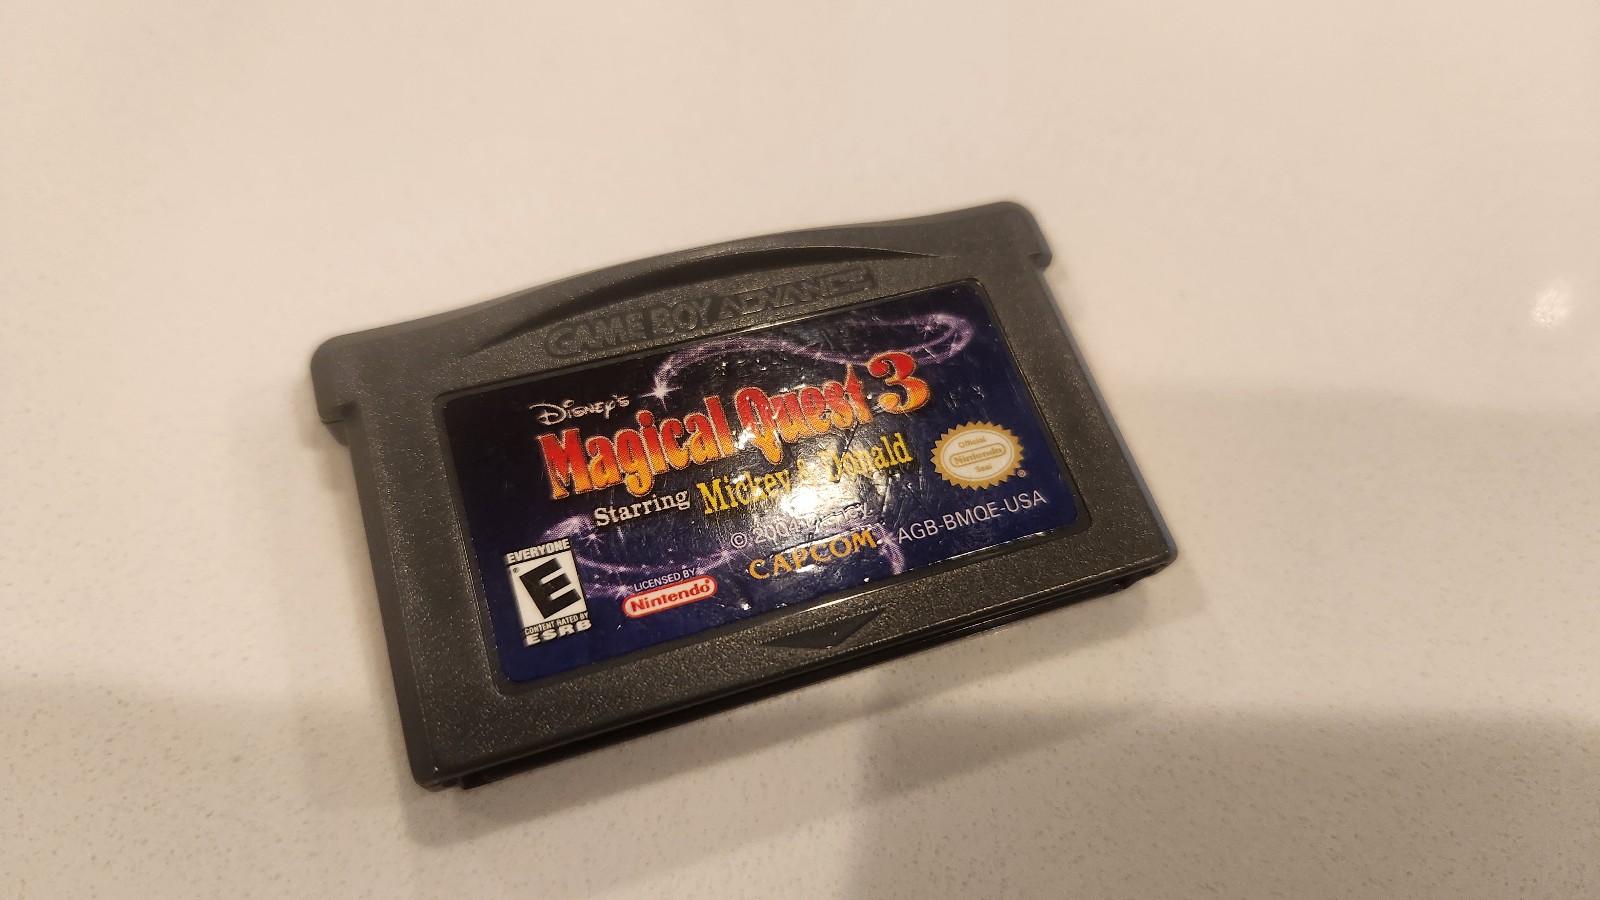 GAME BOY ADVANCE
Disney's
Magical Quest 3
Starring Mickey & Donald
Official
Nintendo
Seal
®
© 2004 Disney
CAPCOM
AGB-BMQE-USA
EVERYONE
E
®
CONTENT RATED BY
ESRB
LICENSED BY
Nintendo®